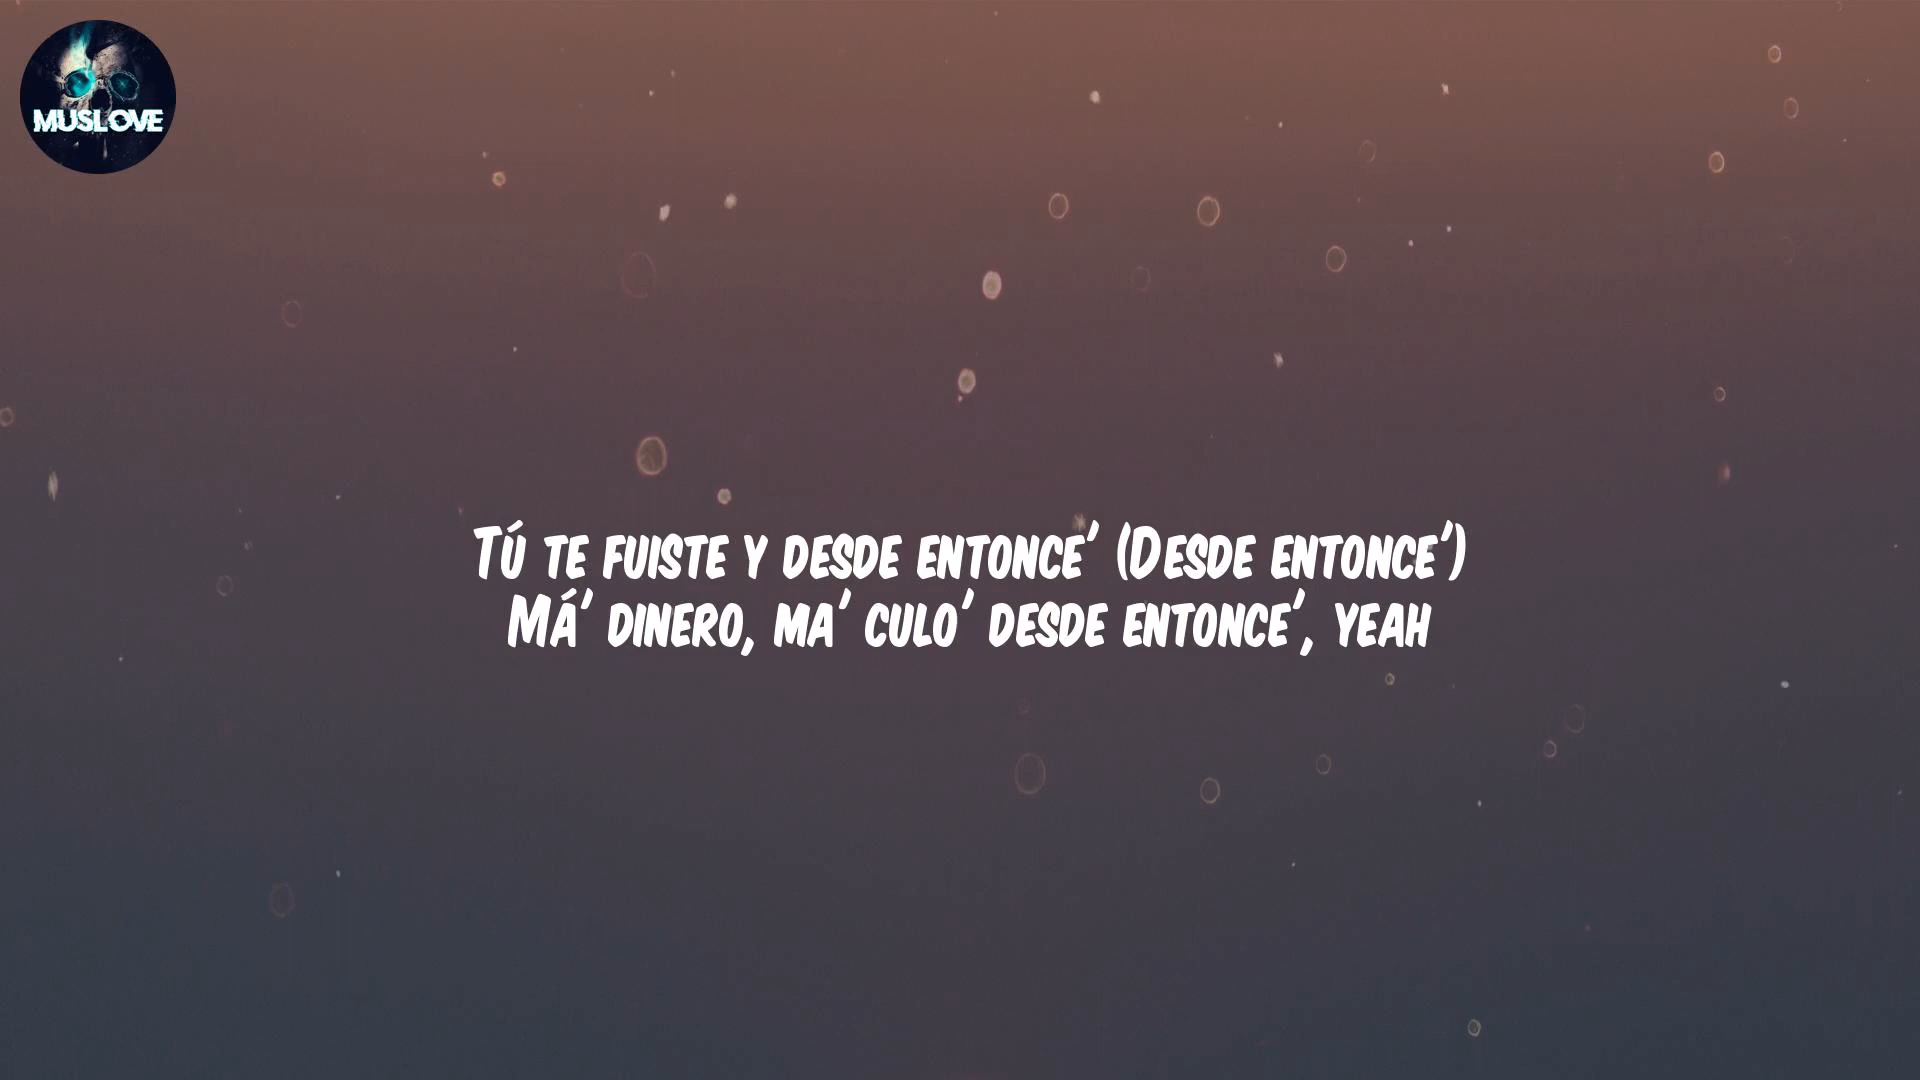 MUSLOVE
Tú te fuiste y desde entonce' (Desde entonce')
Má' dinero, ma' culo' desde entonce', yeah